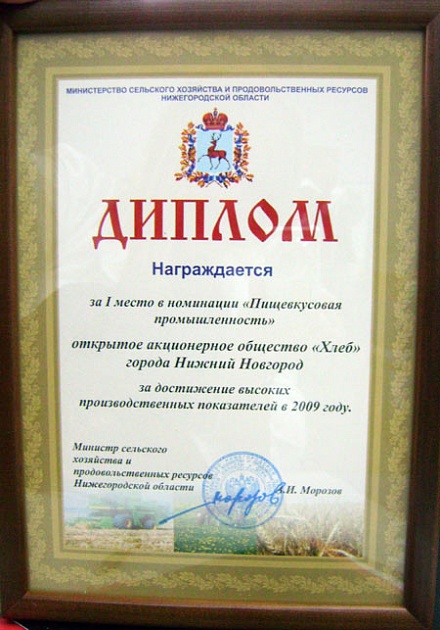 МИНИСТЕРСТВО СЕЛЬСКОГО ХОЗЯЙСТВА И ПРОДОВОЛЬСТВЕННЫХ РЕСУРСОВ
НИЖЕГОРОДСКОЙ ОБЛАСТИ
ДИПЛОМ
Награждается
за I место в номинации «Пищевкусовая
промышленность»
открытое акционерное общество «Хлеб»
города Нижний Новгород
за достижение высоких
производственных показателей в 2009 году.
Министр сельского
хозяйства и
продовольственных ресурсов
Нижегородской области
Морозов